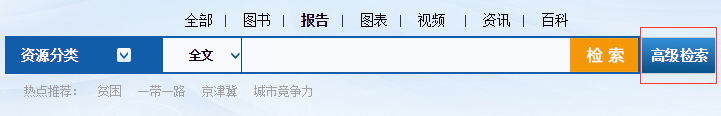 全部 | 图书 | 报告 | 图表 | 视频 | 资讯 | 百科
资源分类 全文 检索 高级检索
热点推荐： 贫困 一带一路 京津冀 城市竞争力